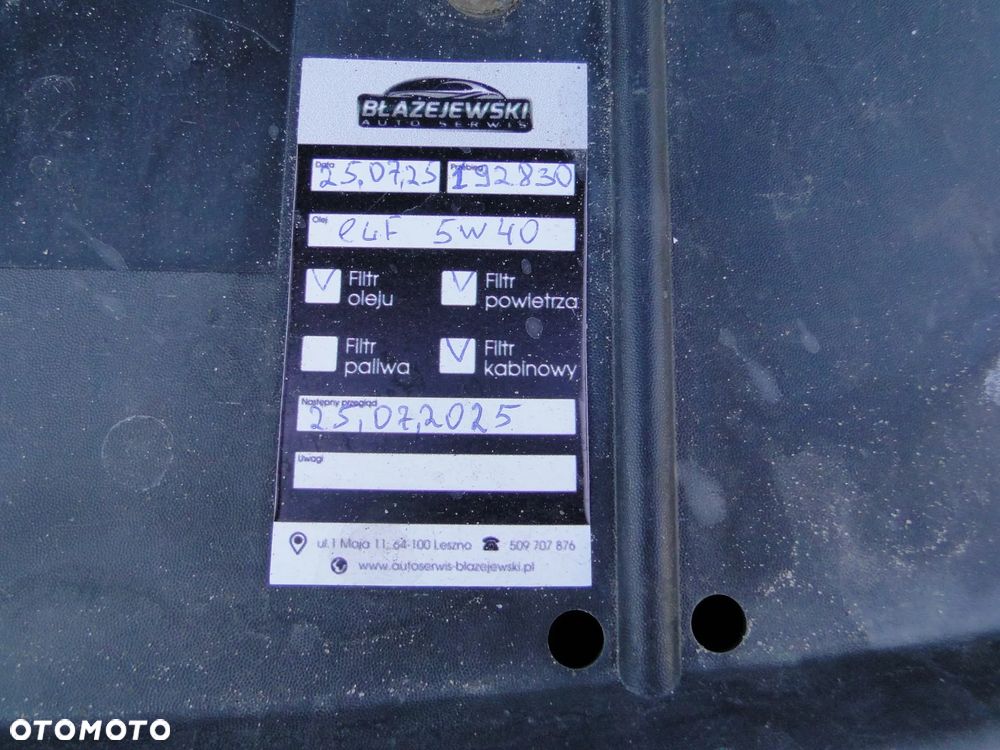 BŁAŻEJEWSKI
AUTO SERWIS
Data Przebieg
25.07.25 192830
Olej
elf 5W40
V Filtr oleju
V Filtr powietrza
Filtr paliwa
V Filtr kabinowy
Następny przegląd
25.07.2025
Uwagi
ul. 1 Maja 11, 64-100 Leszno 509 707 876
www.autoserwis-blazejewski.pl
OTOMOTO